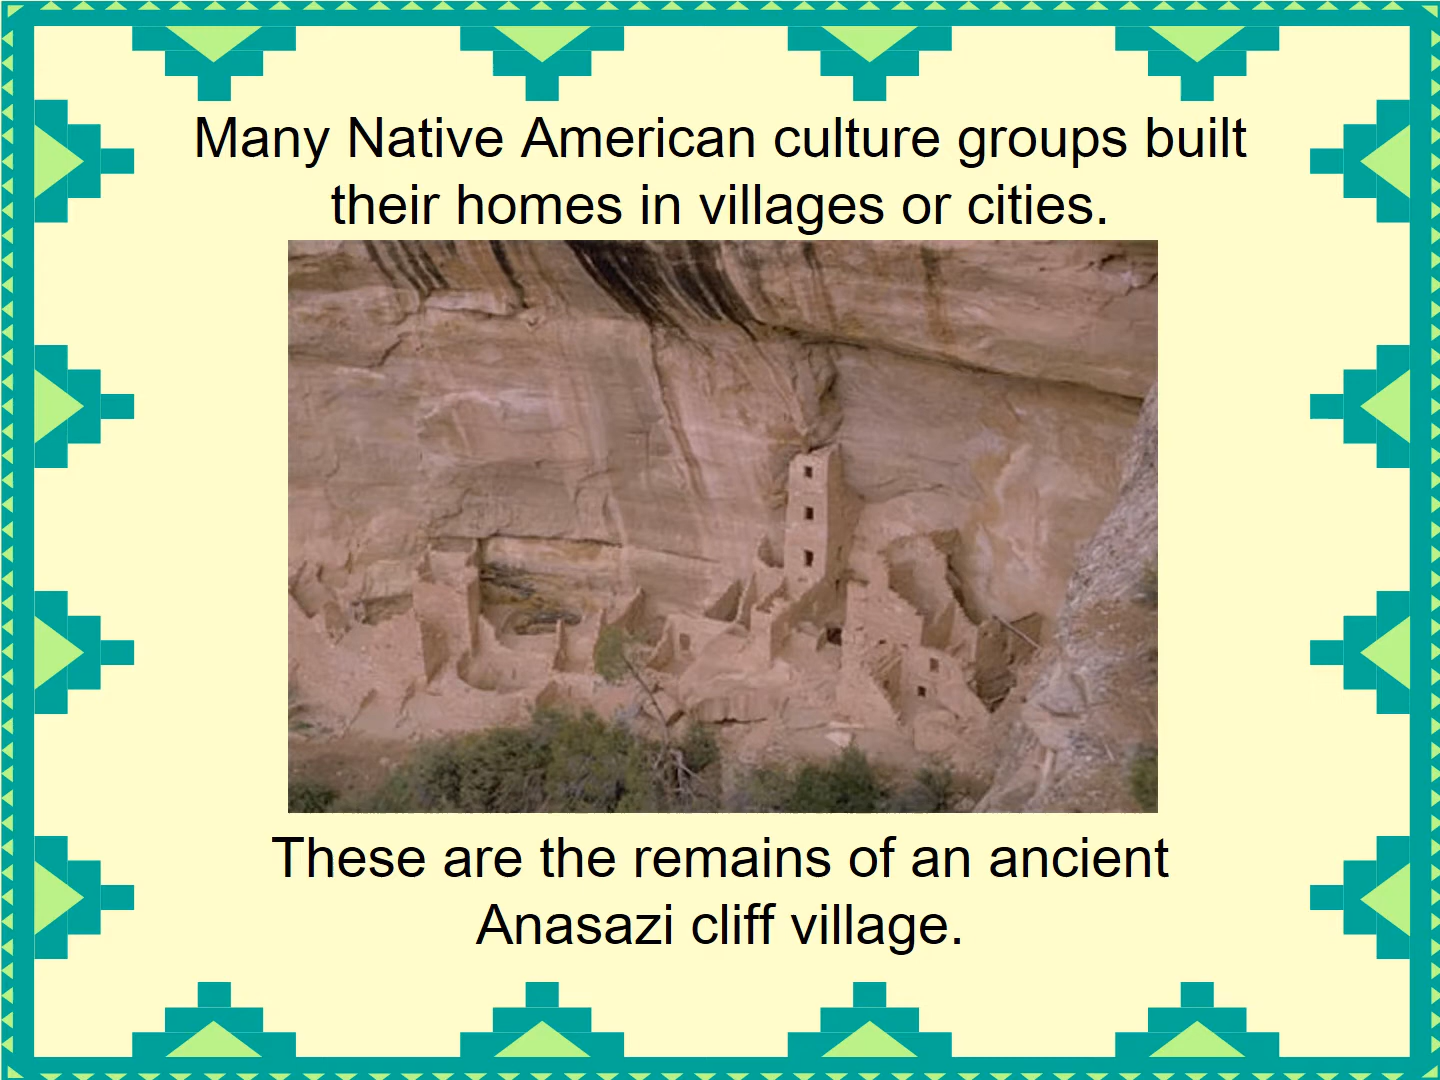 Many Native American culture groups built
their homes in villages or cities.
These are the remains of an ancient
Anasazi cliff village.